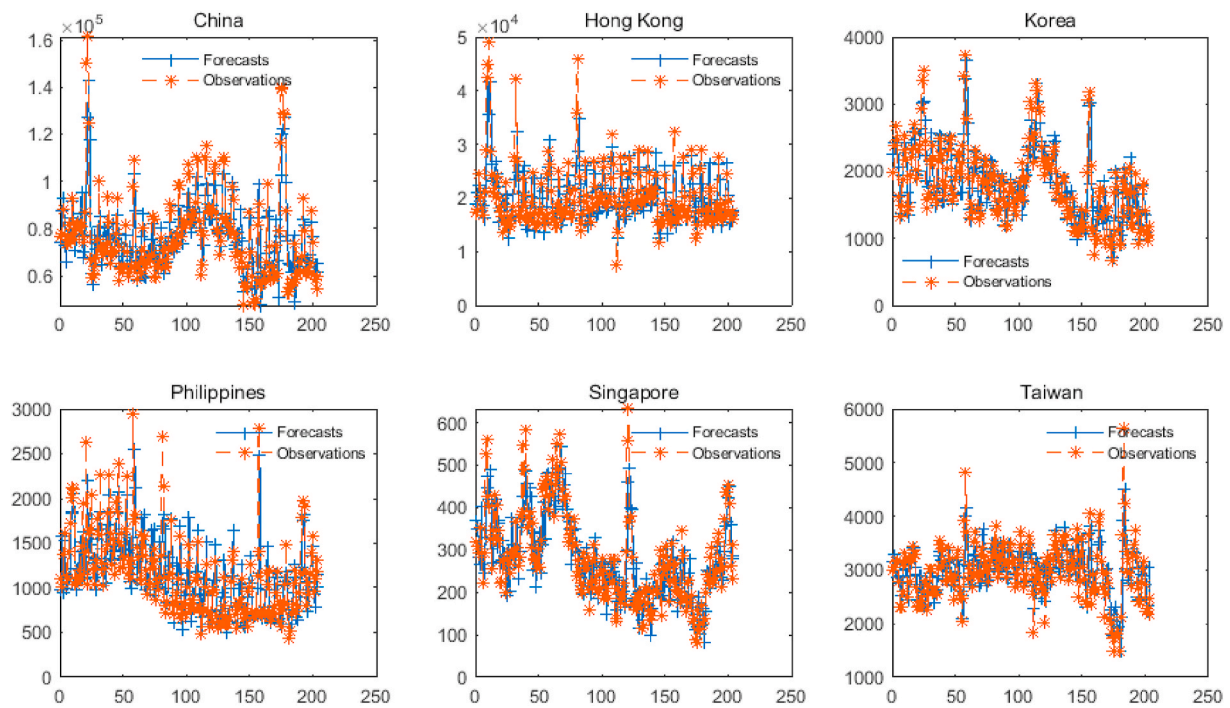 China
×10^5
1.6
1.4
1.2
1
0.8
0.6
0 50 100 150 200 250
Forecasts
Observations
Hong Kong
×10^4
5
4
3
2
1
0
0 50 100 150 200 250
Forecasts
Observations
Korea
4000
3000
2000
1000
0
0 50 100 150 200 250
Forecasts
Observations
Philippines
3000
2500
2000
1500
1000
500
0
0 50 100 150 200 250
Forecasts
Observations
Singapore
600
500
400
300
200
100
0
0 50 100 150 200 250
Forecasts
Observations
Taiwan
6000
5000
4000
3000
2000
1000
0 50 100 150 200 250
Forecasts
Observations